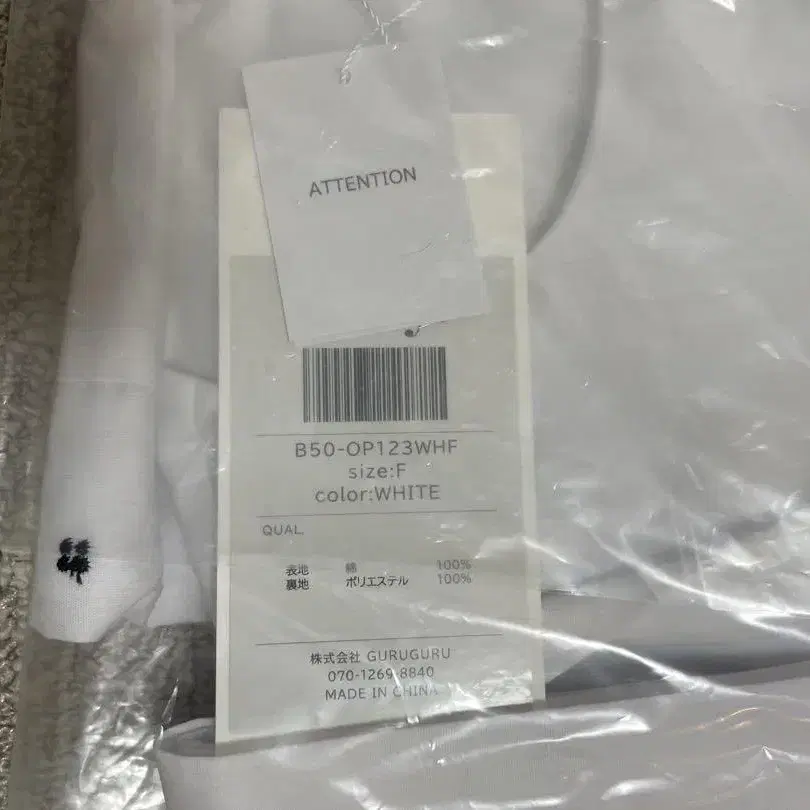 ATTENTION
B50-OP123WHF
size:F
color:WHITE
QUAL.
表地 綿 100%
裏地 ポリエステル 100%
株式会社 GURUGURU
070-1269-8840
MADE IN CHINA